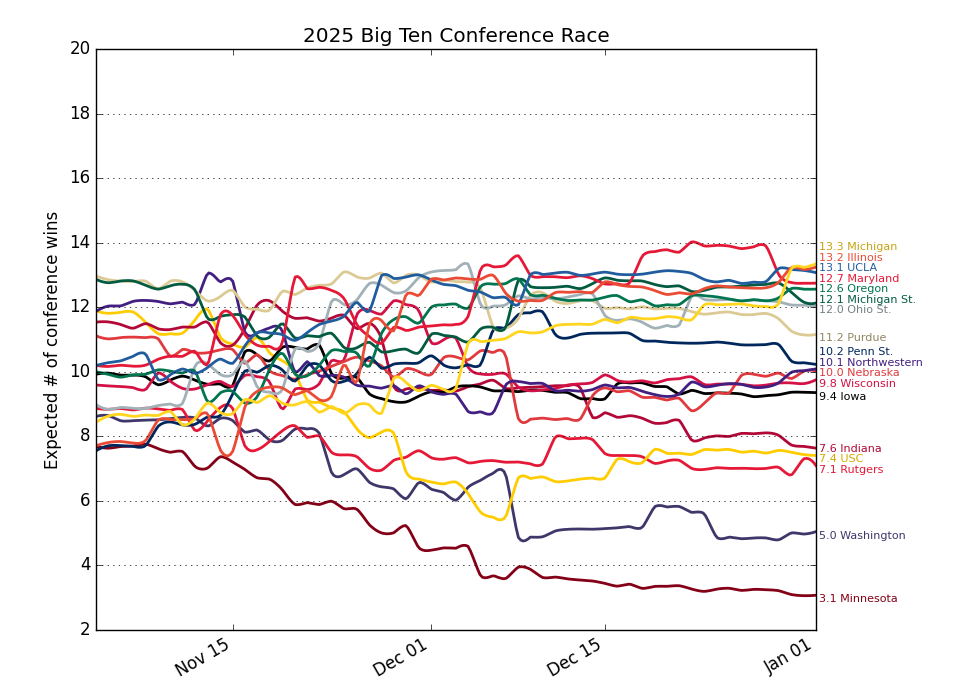 2025 Big Ten Conference Race
Expected # of conference wins
20
18
16
14
12
10
8
6
4
2
Nov 15
Dec 01
Dec 15
Jan 01
13.3 Michigan
13.2 Illinois
13.1 UCLA
12.7 Maryland
12.6 Oregon
12.1 Michigan St.
12.0 Ohio St.
11.2 Purdue
10.2 Penn St.
10.1 Northwestern
10.0 Nebraska
9.8 Wisconsin
9.4 Iowa
7.6 Indiana
7.4 USC
7.1 Rutgers
5.0 Washington
3.1 Minnesota